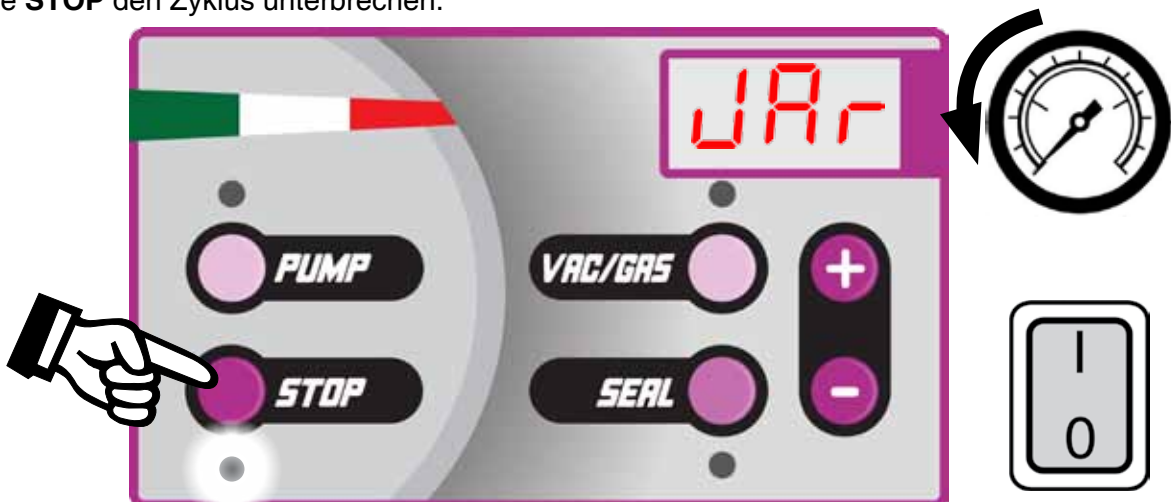 STOP den Zyklus unterbrechen.
JAr
PUMP
VAC/GAS
+
STOP
SEAL
-
I
0